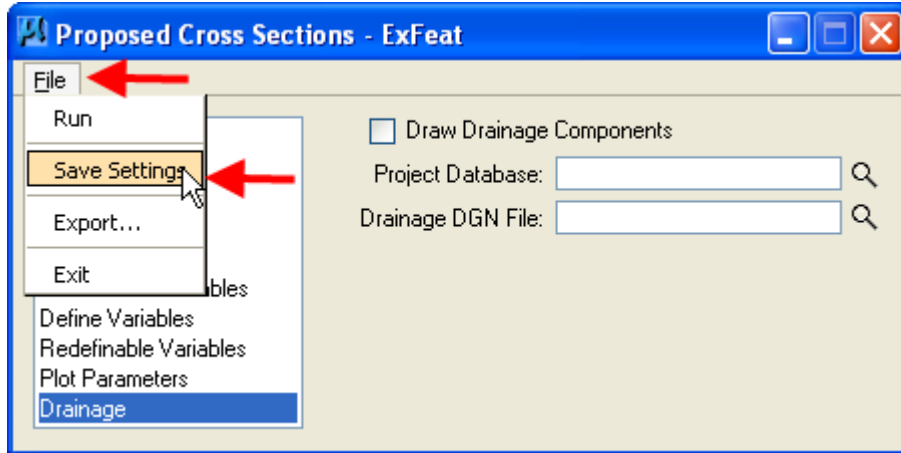 Proposed Cross Sections - ExFeat
File
Run
Save Settings
Export...
Exit
Define Variables
Redefinable Variables
Plot Parameters
Drainage
Draw Drainage Components
Project Database:
Drainage DGN File: